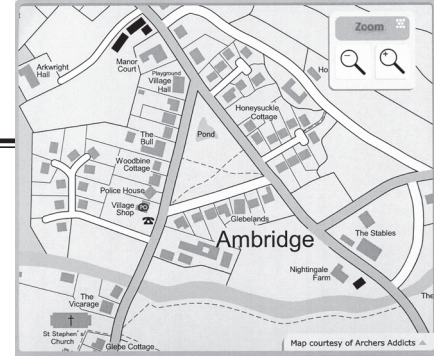 Zoom
Arkwright
Hall
Manor
Court
Playground
Village
Hall
Ho
Honeysuckle
Cottage
The
Bull
Pond
Woodbine
Cottage
Police House
Village
Shop
PO
Glebelands
Ambridge
The Stables
Nightingale
Farm
The
Vicarage
The
St Stephen's
Church
Glebe Cottage
Map courtesy of Archers Addicts